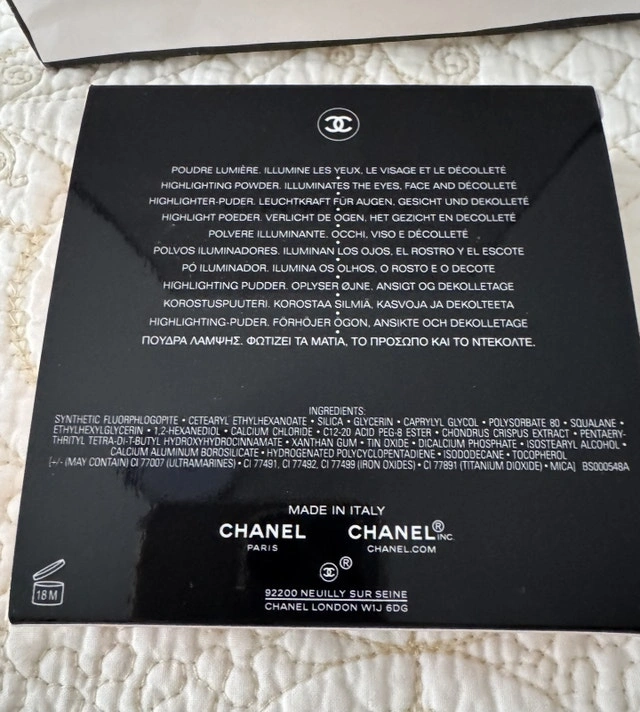 POUDRE LUMIÈRE. ILLUMINE LES YEUX, LE VISAGE ET LE DÉCOLLETÉ
HIGHLIGHTING POWDER. ILLUMINATES THE EYES, FACE AND DÉCOLLETÉ
HIGHLIGHTER-PUDER. LEUCHTKRAFT FÜR AUGEN, GESICHT UND DEKOLLETÉ
HIGHLIGHT POEDER. VERLICHT DE OGEN, HET GEZICHT EN DECOLLETÉ
POLVERE ILLUMINANTE. OCCHI, VISO E DÉCOLLETÉ
POLVOS ILUMINADORES. ILUMINAN LOS OJOS, EL ROSTRO Y EL ESCOTE
PÓ ILUMINADOR. ILUMINA OS OLHOS, O ROSTO E O DECOTE
HIGHLIGHTING PUDDER. OPLYSER ØJNE, ANSIGT OG DEKOLLETAGE
KOROSTUSPUUTERI. KOROSTAA SILMIÄ, KASVOJA JA DEKOLTEETA
HIGHLIGHTING-PUDER. FÖRHÖJER ÖGON, ANSIKTE OCH DEKOLLETAGE
ΠΟΥΔΡΑ ΛΑΜΨΗΣ. ΦΩΤΙΖΕΙ ΤΑ ΜΑΤΙΑ, ΤΟ ΠΡΟΣΩΠΟ ΚΑΙ ΤΟ ΝΤΕΚΟΛΤΕ.
INGREDIENTS:
SYNTHETIC FLUORPHLOGOPITE • CETEARYL ETHYLHEXANOATE • SILICA • GLYCERIN • CAPRYLYL GLYCOL • POLYSORBATE 80 • SQUALANE •
ETHYLHEXYLGLYCERIN • 1,2-HEXANEDIOL • CALCIUM CHLORIDE • C12-20 ACID PEG-8 ESTER • CHONDRUS CRISPUS EXTRACT • PENTAERY-
THRITYL TETRA-DI-T-BUTYL HYDROXYHYDROCINNAMATE • XANTHAN GUM • TIN OXIDE • DICALCIUM PHOSPHATE • ISOSTEARYL ALCOHOL •
CALCIUM ALUMINUM BOROSILICATE • HYDROGENATED POLYCYCLOPENTADIENE • ISODODECANE • TOCOPHEROL
[+/- (MAY CONTAIN) CI 77007 (ULTRAMARINES) • CI 77491, CI 77492, CI 77499 (IRON OXIDES) • CI 77891 (TITANIUM DIOXIDE) • MICA] BS000548A
MADE IN ITALY
CHANEL CHANEL® INC.
PARIS CHANEL.COM
®
18 M
92200 NEUILLY SUR SEINE
CHANEL LONDON W1J 6DG